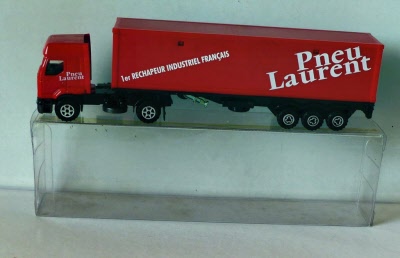 Pneu
Laurent
1er RECHAPEUR INDUSTRIEL FRANÇAIS
Pneu
Laurent